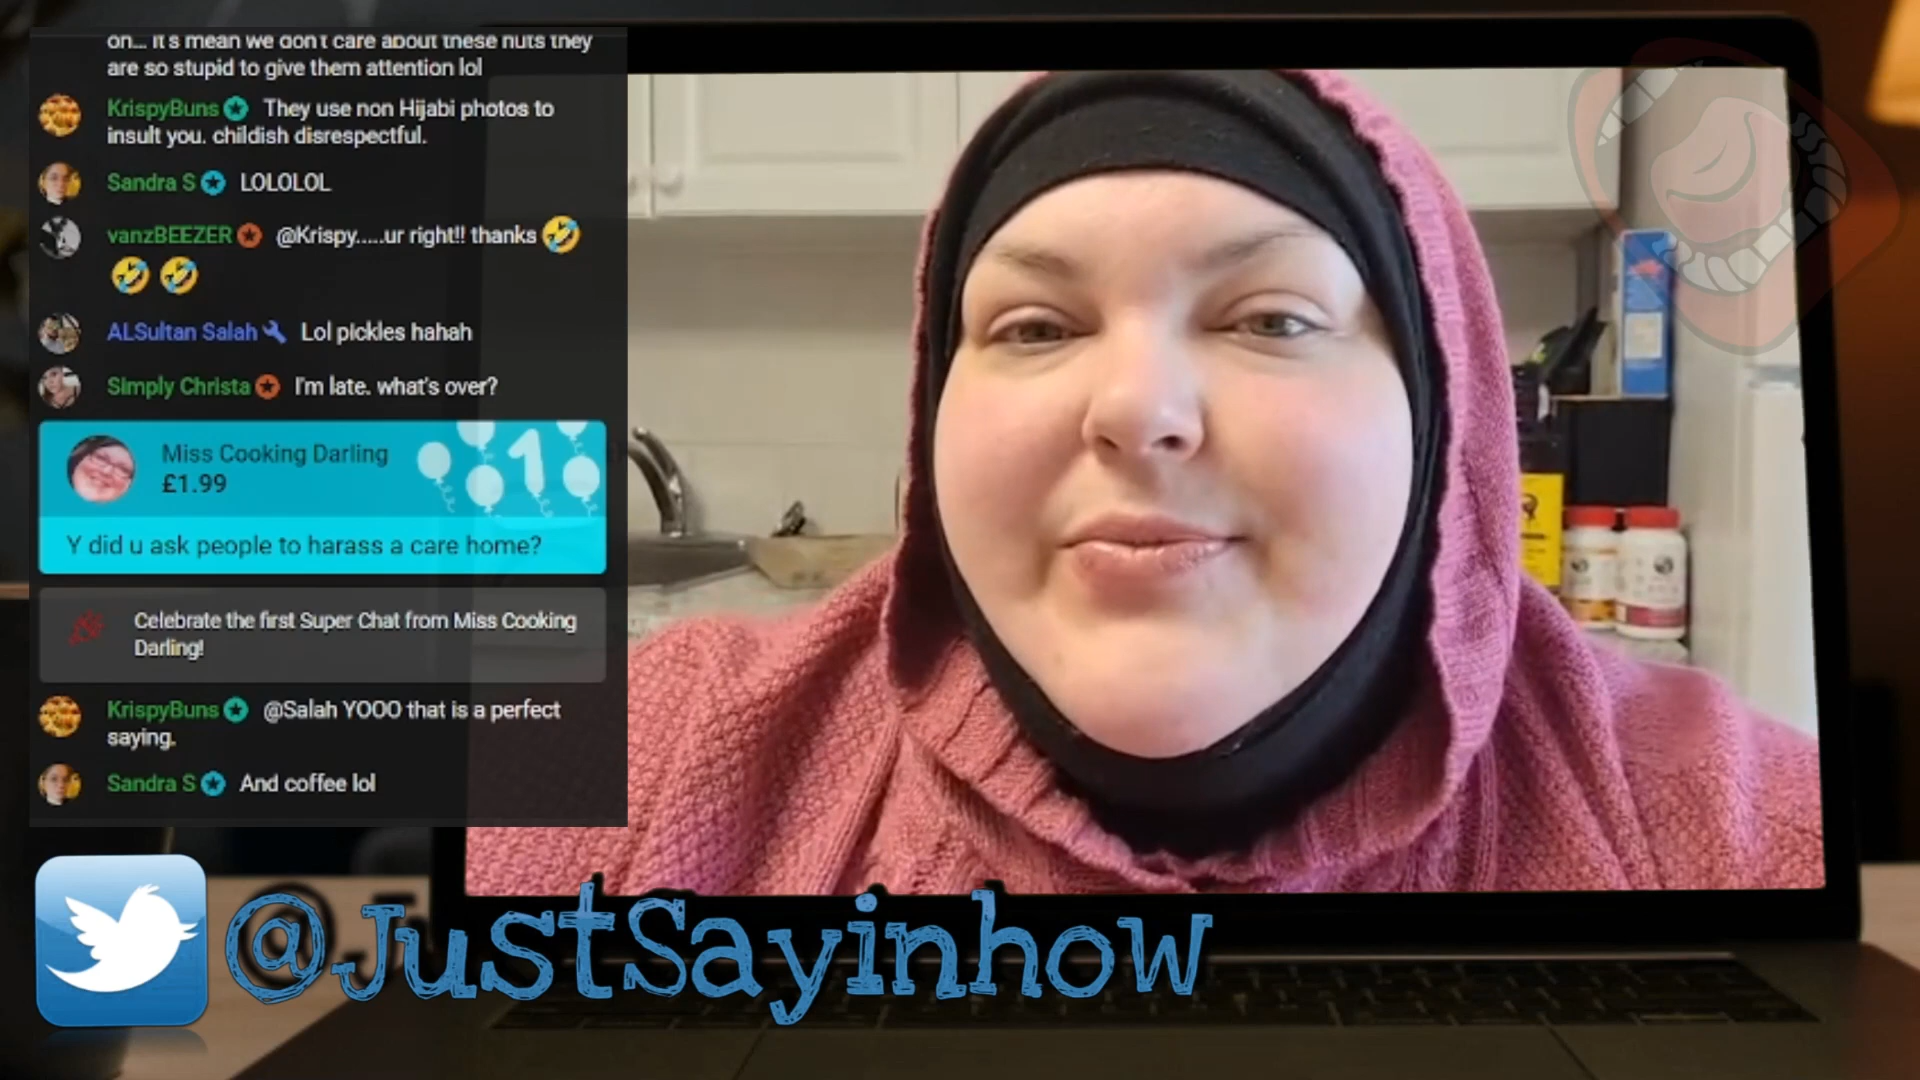 on... it's mean we don't care about these nuts they
are so stupid to give them attention lol
KrispyBuns They use non Hijabi photos to
insult you. childish disrespectful.
Sandra S LOLOLOL
vanzBEEZER @Krispy.....ur right!! thanks 🤣
🤣 🤣
ALSultan Salah Lol pickles hahah
Simply Christa I'm late. what's over?
Miss Cooking Darling
£1.99
1
Y did u ask people to harass a care home?
Celebrate the first Super Chat from Miss Cooking
Darling!
KrispyBuns @Salah YOOO that is a perfect
saying.
Sandra S And coffee lol
@JustSayinhow